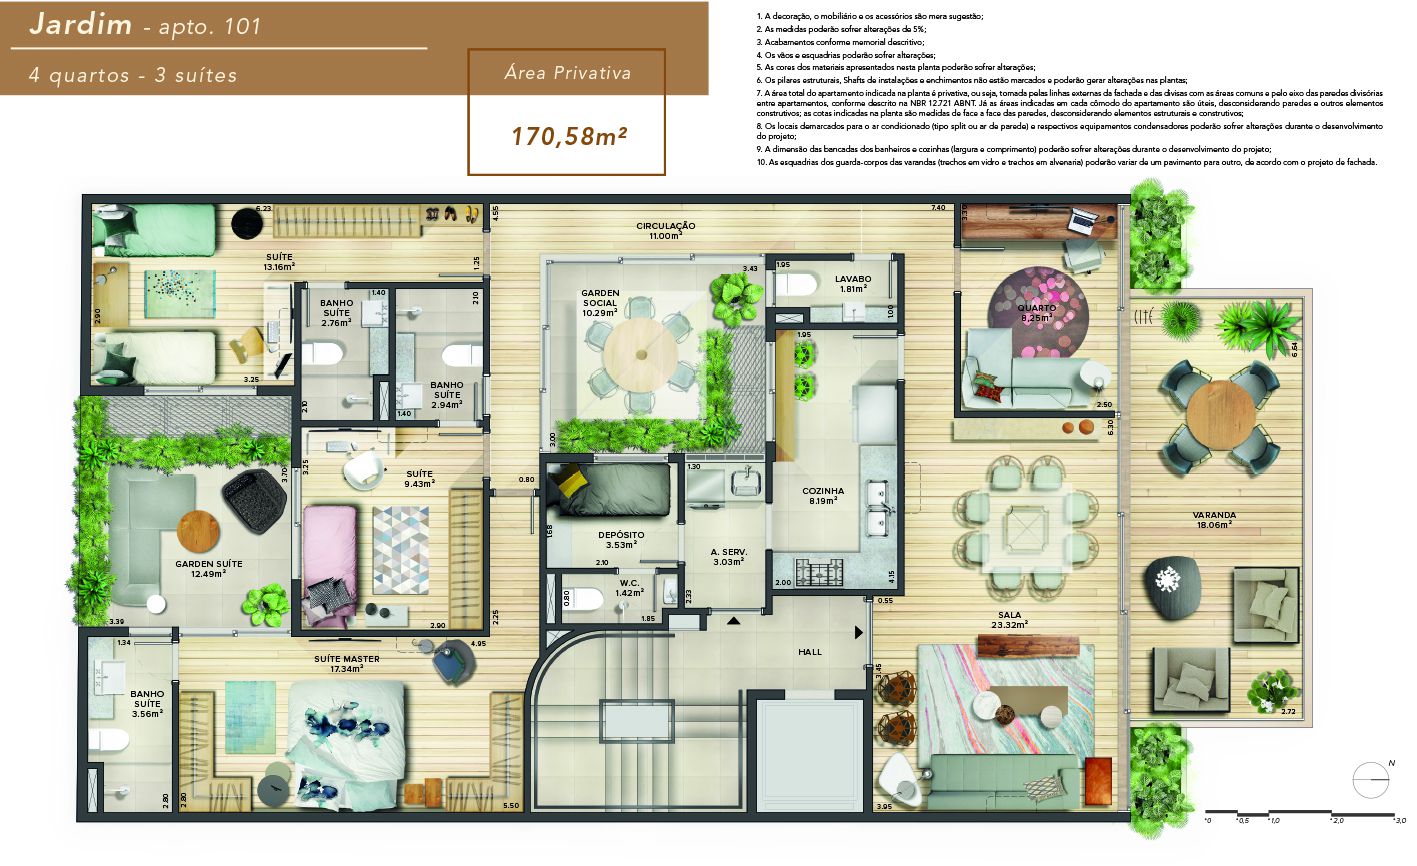 Jardim - apto. 101
4 quartos - 3 suítes
Área Privativa
170,58m²
1. A decoração, o mobiliário e os acessórios são mera sugestão;
2. As medidas poderão sofrer alterações de 5%;
3. Acabamentos conforme memorial descritivo;
4. Os vãos e esquadrias poderão sofrer alterações;
5. As cores dos materiais apresentados nesta planta poderão sofrer alterações;
6. Os pilares estruturais, Shafts de instalações e enchimentos não estão marcados e poderão gerar alterações nas plantas;
7. A área total do apartamento indicada na planta é privativa, ou seja, tomada pelas linhas externas da fachada e das divisas com as áreas comuns e pelo eixo das paredes divisórias
entre apartamentos, conforme descrito na NBR 12.721 ABNT. Já as áreas indicadas em cada cômodo do apartamento são úteis, desconsiderando paredes e outros elementos
construtivos; as cotas indicadas na planta são medidas de face a face das paredes, desconsiderando elementos estruturais e construtivos;
8. Os locais demarcados para o ar condicionado (tipo split ou ar de parede) e respectivos equipamentos condensadores poderão sofrer alterações durante o desenvolvimento
do projeto;
9. A dimensão das bancadas dos banheiros e cozinhas (largura e comprimento) poderão sofrer alterações durante o desenvolvimento do projeto;
10. As esquadrias dos guarda-corpos das varandas (trechos em vidro e trechos em alvenaria) poderão variar de um pavimento para outro, de acordo com o projeto de fachada.
6.23
4.55
7.40
3.30
CIRCULAÇÃO
11.00m²
SUÍTE
13.16m²
1.25
3.43
1.95
LAVABO
1.81m²
1.00
GARDEN
SOCIAL
10.29m²
1.40
2.10
BANHO
SUÍTE
2.76m²
2.90
QUARTO
8,25m²
CITÉ
6.64
1.95
3.25
BANHO
SUÍTE
2.94m²
2.10
1.40
2.50
6.30
3.00
3.25
3.70
SUÍTE
9.43m²
0.80
1.30
COZINHA
8.19m²
VARANDA
18.06m²
1.68
DEPÓSITO
3.53m²
2.10
A. SERV.
3.03m²
GARDEN SUÍTE
12.49m²
W.C.
1.42m²
0.80
2.33
2.00
4.15
0.55
1.85
SALA
23.32m²
3.39
2.90
2.25
1.34
4.95
SUÍTE MASTER
17.34m²
HALL
3.45
BANHO
SUÍTE
3.56m²
2.72
2.80
2.80
5.50
3.95
N
0
0,5
1,0
2,0
3,0